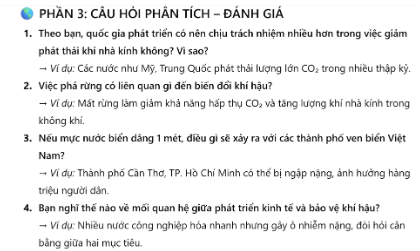 PHẦN 3: CÂU HỎI PHÂN TÍCH – ĐÁNH GIÁ
1. Theo bạn, quốc gia phát triển có nên chịu trách nhiệm nhiều hơn trong việc giảm
phát thải khí nhà kính không? Vì sao?
→ Ví dụ: Các nước như Mỹ, Trung Quốc phát thải lượng lớn CO₂ trong nhiều thập kỷ.
2. Việc phá rừng có liên quan gì đến biến đổi khí hậu?
→ Ví dụ: Mất rừng làm giảm khả năng hấp thụ CO₂ và tăng lượng khí nhà kính trong
không khí.
3. Nếu mực nước biển dâng 1 mét, điều gì sẽ xảy ra với các thành phố ven biển Việt
Nam?
→ Ví dụ: Thành phố Cần Thơ, TP. Hồ Chí Minh có thể bị ngập nặng, ảnh hưởng hàng
triệu người dân.
4. Bạn nghĩ thế nào về mối quan hệ giữa phát triển kinh tế và bảo vệ khí hậu?
→ Ví dụ: Nhiều nước công nghiệp hóa nhanh nhưng gây ô nhiễm nặng, đòi hỏi cân
bằng giữa hai mục tiêu.